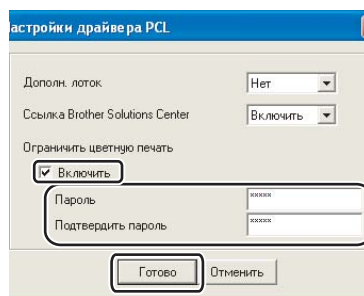 астройки драйвера PCL
Дополн. лоток Нет
Ссылка Brother Solutions Center Включить
Ограничить цветную печать
Включить
Пароль *****
Подтвердить пароль *****
Готово Отменить